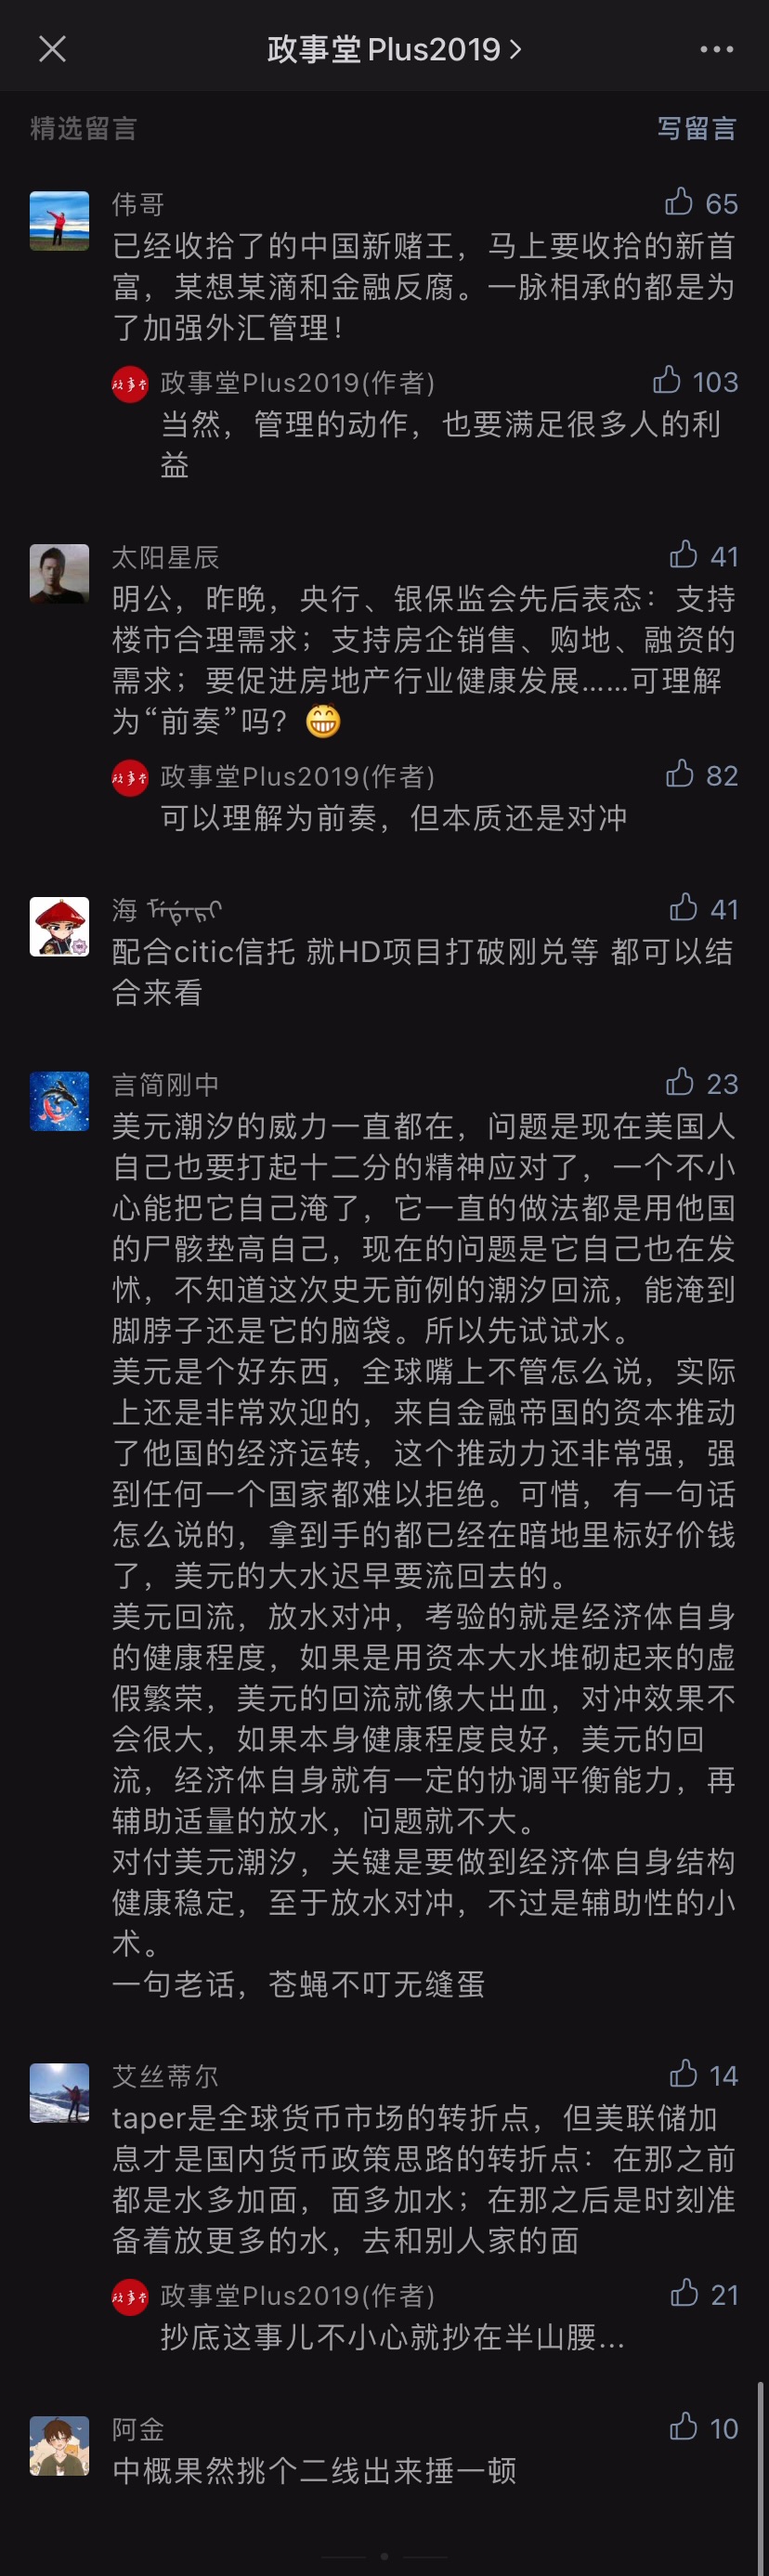 政事堂Plus2019
精选留言 写留言
伟哥 65
已经收拾了的中国新赌王，马上要收拾的新首
富，某想某滴和金融反腐。一脉相承的都是为
了加强外汇管理！
政事堂Plus2019(作者) 103
当然，管理的动作，也要满足很多人的利
益
太阳星辰 41
明公，昨晚，央行、银保监会先后表态：支持
楼市合理需求；支持房企销售、购地、融资的
需求；要促进房地产行业健康发展……可理解
为“前奏”吗？😁
政事堂Plus2019(作者) 82
可以理解为前奏，但本质还是对冲
海 41
配合citic信托 就HD项目打破刚兑等 都可以结
合来看
言简刚中 23
美元潮汐的威力一直都在，问题是现在美国人
自己也要打起十二分的精神应对了，一个不小
心能把它自己淹了，它一直的做法都是用他国
的尸骸垫高自己，现在的问题是它自己也在发
怵，不知道这次史无前例的潮汐回流，能淹到
脚脖子还是它的脑袋。所以先试试水。
美元是个好东西，全球嘴上不管怎么说，实际
上还是非常欢迎的，来自金融帝国的资本推动
了他国的经济运转，这个推动力还非常强，强
到任何一个国家都难以拒绝。可惜，有一句话
怎么说的，拿到手的都已经在暗地里标好价钱
了，美元的大水迟早要流回去的。
美元回流，放水对冲，考验的就是经济体自身
的健康程度，如果是用资本大水堆砌起来的虚
假繁荣，美元的回流就像大出血，对冲效果不
会很大，如果本身健康程度良好，美元的回
流，经济体自身就有一定的协调平衡能力，再
辅助适量的放水，问题就不大。
对付美元潮汐，关键是要做到经济体自身结构
健康稳定，至于放水对冲，不过是辅助性的小
术。
一句老话，苍蝇不叮无缝蛋
艾丝蒂尔 14
taper是全球货币市场的转折点，但美联储加
息才是国内货币政策思路的转折点：在那之前
都是水多加面，面多加水；在那之后是时刻准
备着放更多的水，去和别人家的面
政事堂Plus2019(作者) 21
抄底这事儿不小心就抄在半山腰...
阿金 10
中概果然挑个二线出来捶一顿